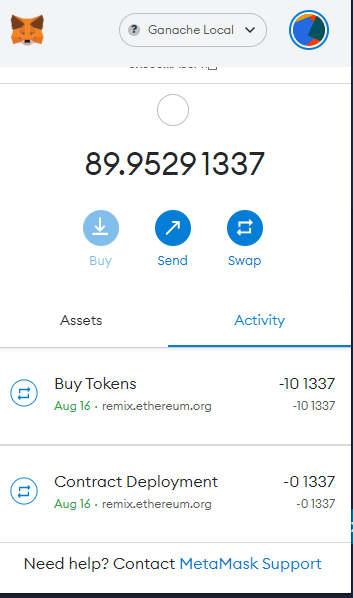 Ganache Local
89.9529 1337
Buy
Send
Swap
Assets
Activity
Buy Tokens
-10 1337
Aug 16 · remix.ethereum.org
-10 1337
Contract Deployment
-0 1337
Aug 16 · remix.ethereum.org
-0 1337
Need help? Contact MetaMask Support